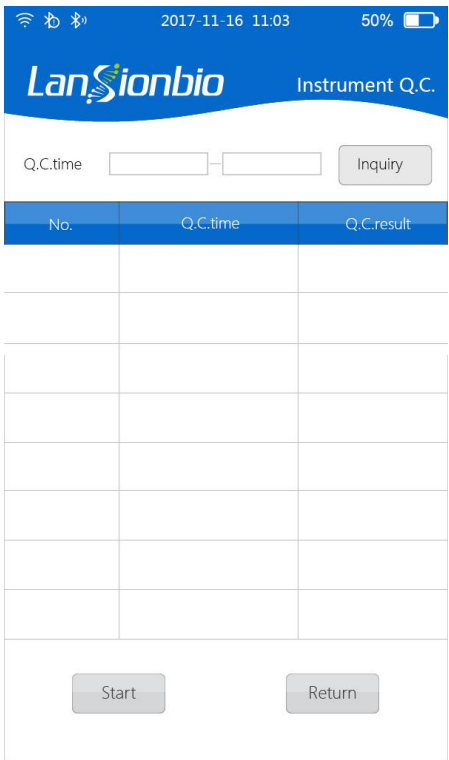 2017-11-16 11:03 50%
Lansionbio Instrument Q.C.
Q.C.time — Inquiry
No. Q.C.time Q.C.result
Start Return